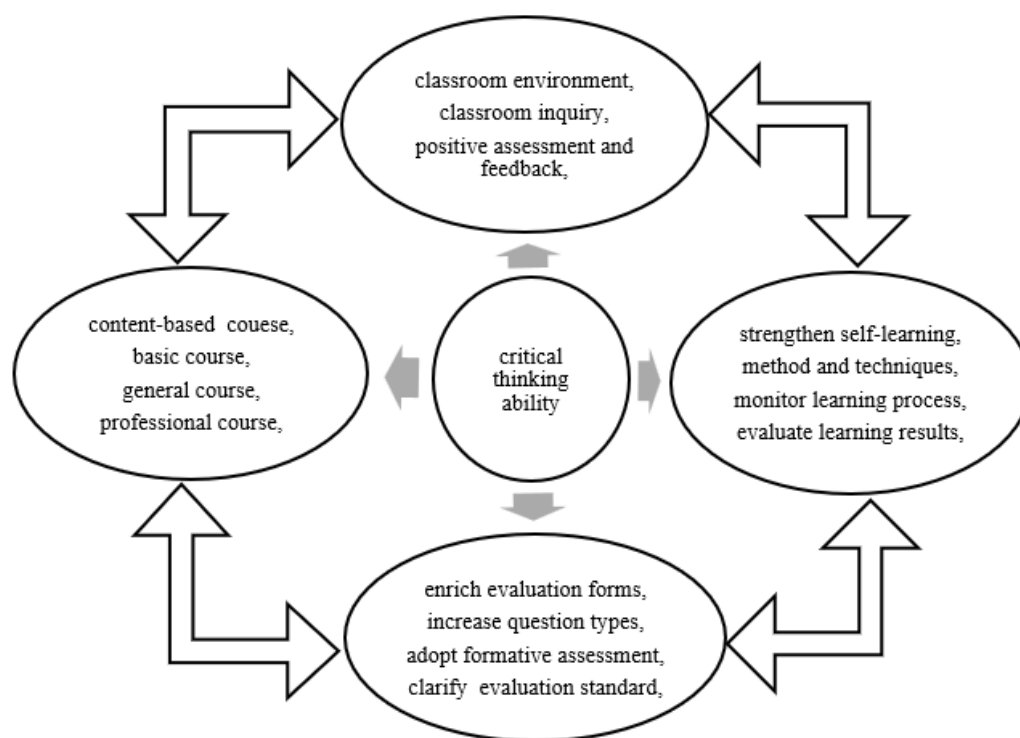 classroom environment,
classroom inquiry,
positive assessment and
feedback,
content-based couese,
basic course,
general course,
professional course,
critical
thinking
ability
strengthen self-learning,
method and techniques,
monitor learning process,
evaluate learning results,
enrich evaluation forms,
increase question types,
adopt formative assessment,
clarify evaluation standard,